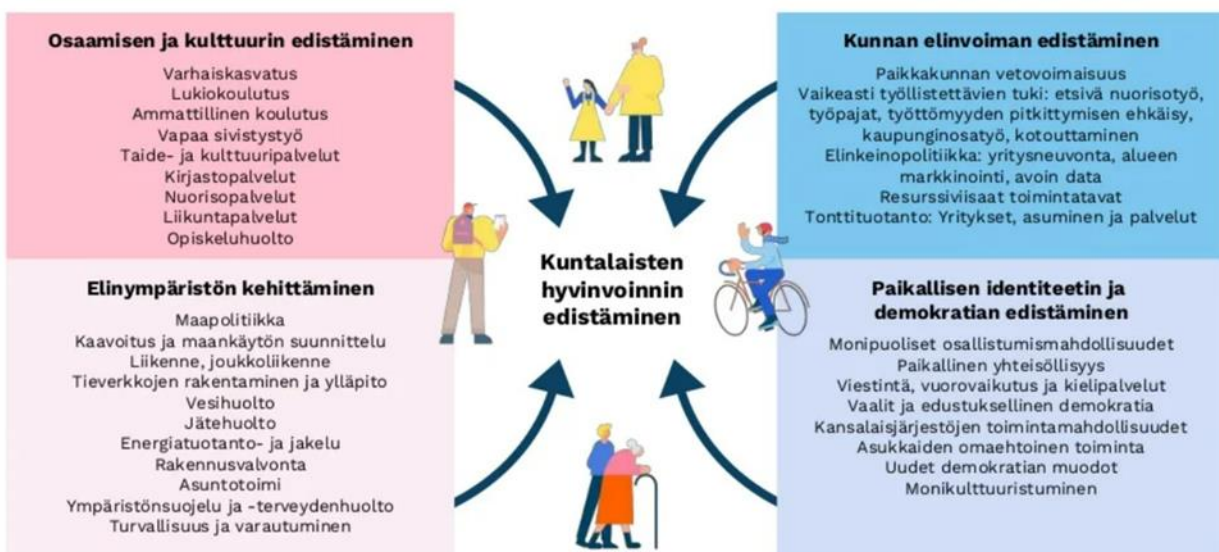 Osaamisen ja kulttuurin edistäminen
Varhaiskasvatus
Lukiokoulutus
Ammattillinen koulutus
Vapaa sivistystyö
Taide- ja kulttuuripalvelut
Kirjastopalvelut
Nuorisopalvelut
Liikuntapalvelut
Opiskeluhuolto
Kunnan elinvoiman edistäminen
Paikkakunnan vetovoimaisuus
Vaikeasti työllistettävien tuki: etsivä nuorisotyö,
työpajat, työttömyyden pitkittymisen ehkäisy,
kaupunginosatyö, kotouttaminen
Elinkeinopolitiikka: yritysneuvonta, alueen
markkinointi, avoin data
Resurssiviisaat toimintatavat
Tonttituotanto: Yritykset, asuminen ja palvelut
Kuntalaisten
hyvinvoinnin
edistäminen
Elinympäristön kehittäminen
Maapolitiikka
Kaavoitus ja maankäytön suunnittelu
Liikenne, joukkoliikenne
Tieverkkojen rakentaminen ja ylläpito
Vesihuolto
Jätehuolto
Energiatuotanto- ja jakelu
Rakennusvalvonta
Asuntotoimi
Ympäristönsuojelu ja -terveydenhuolto
Turvallisuus ja varautuminen
Paikallisen identiteetin ja
demokratian edistäminen
Monipuoliset osallistumismahdollisuudet
Paikallinen yhteisöllisyys
Viestintä, vuorovaikutus ja kielipalvelut
Vaalit ja edustuksellinen demokratia
Kansalaisjärjestöjen toimintamahdollisuudet
Asukkaiden omaehtoinen toiminta
Uudet demokratian muodot
Monikulttuuristuminen